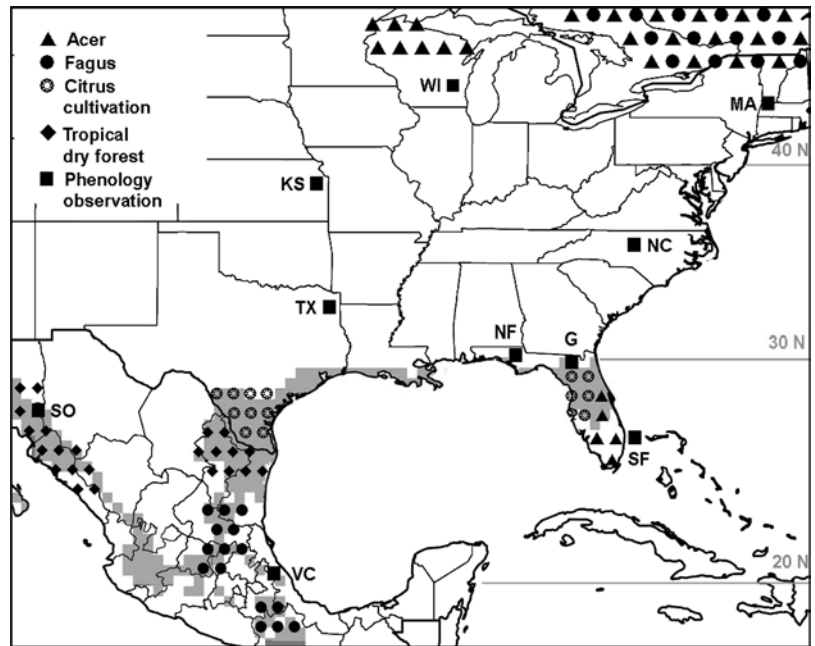 Acer
Fagus
Citrus
cultivation
Tropical
dry forest
Phenology
observation
WI
MA
40 N
KS
NC
TX
NF
G
30 N
SO
SF
VC
20 N